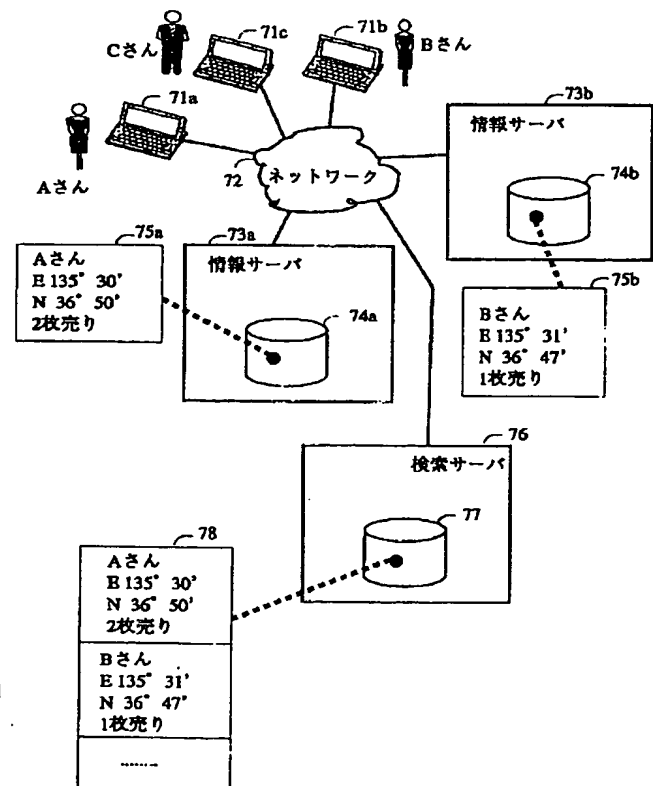 Cさん
71c
71b
Bさん
71a
Aさん
72
ネットワーク
73b
情報サーバ
74b
75a
Aさん
E 135° 30'
N 36° 50'
2枚売り
73a
情報サーバ
74a
75b
Bさん
E 135° 31'
N 36° 47'
1枚売り
76
検索サーバ
77
78
Aさん
E 135° 30'
N 36° 50'
2枚売り
Bさん
E 135° 31'
N 36° 47'
1枚売り
.......